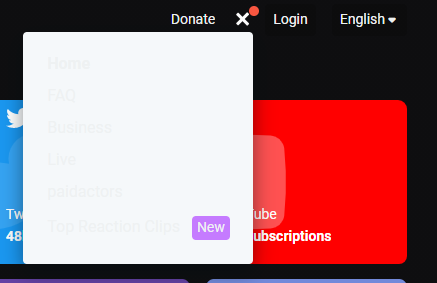 Donate
Login
English
Home
FAQ
Business
Live
paidactors
Top Reaction Clips New
Tw
ube
48
ubscriptions